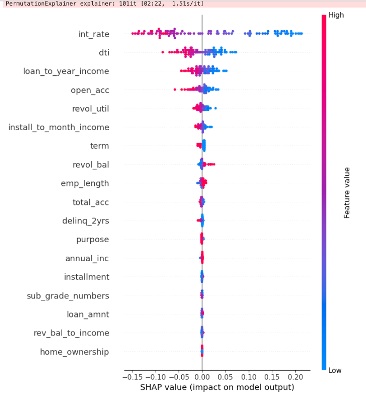 PermutationExplainer explainer: 101it [02:22, 1.51s/it]
High
int_rate
dti
loan_to_year_income
open_acc
revol_util
install_to_month_income
term
revol_bal
emp_length
total_acc
delinq_2yrs
purpose
annual_inc
installment
sub_grade_numbers
loan_amnt
rev_bal_to_income
home_ownership
Feature value
Low
−0.15 −0.10 −0.05 0.00 0.05 0.10 0.15 0.20
SHAP value (impact on model output)